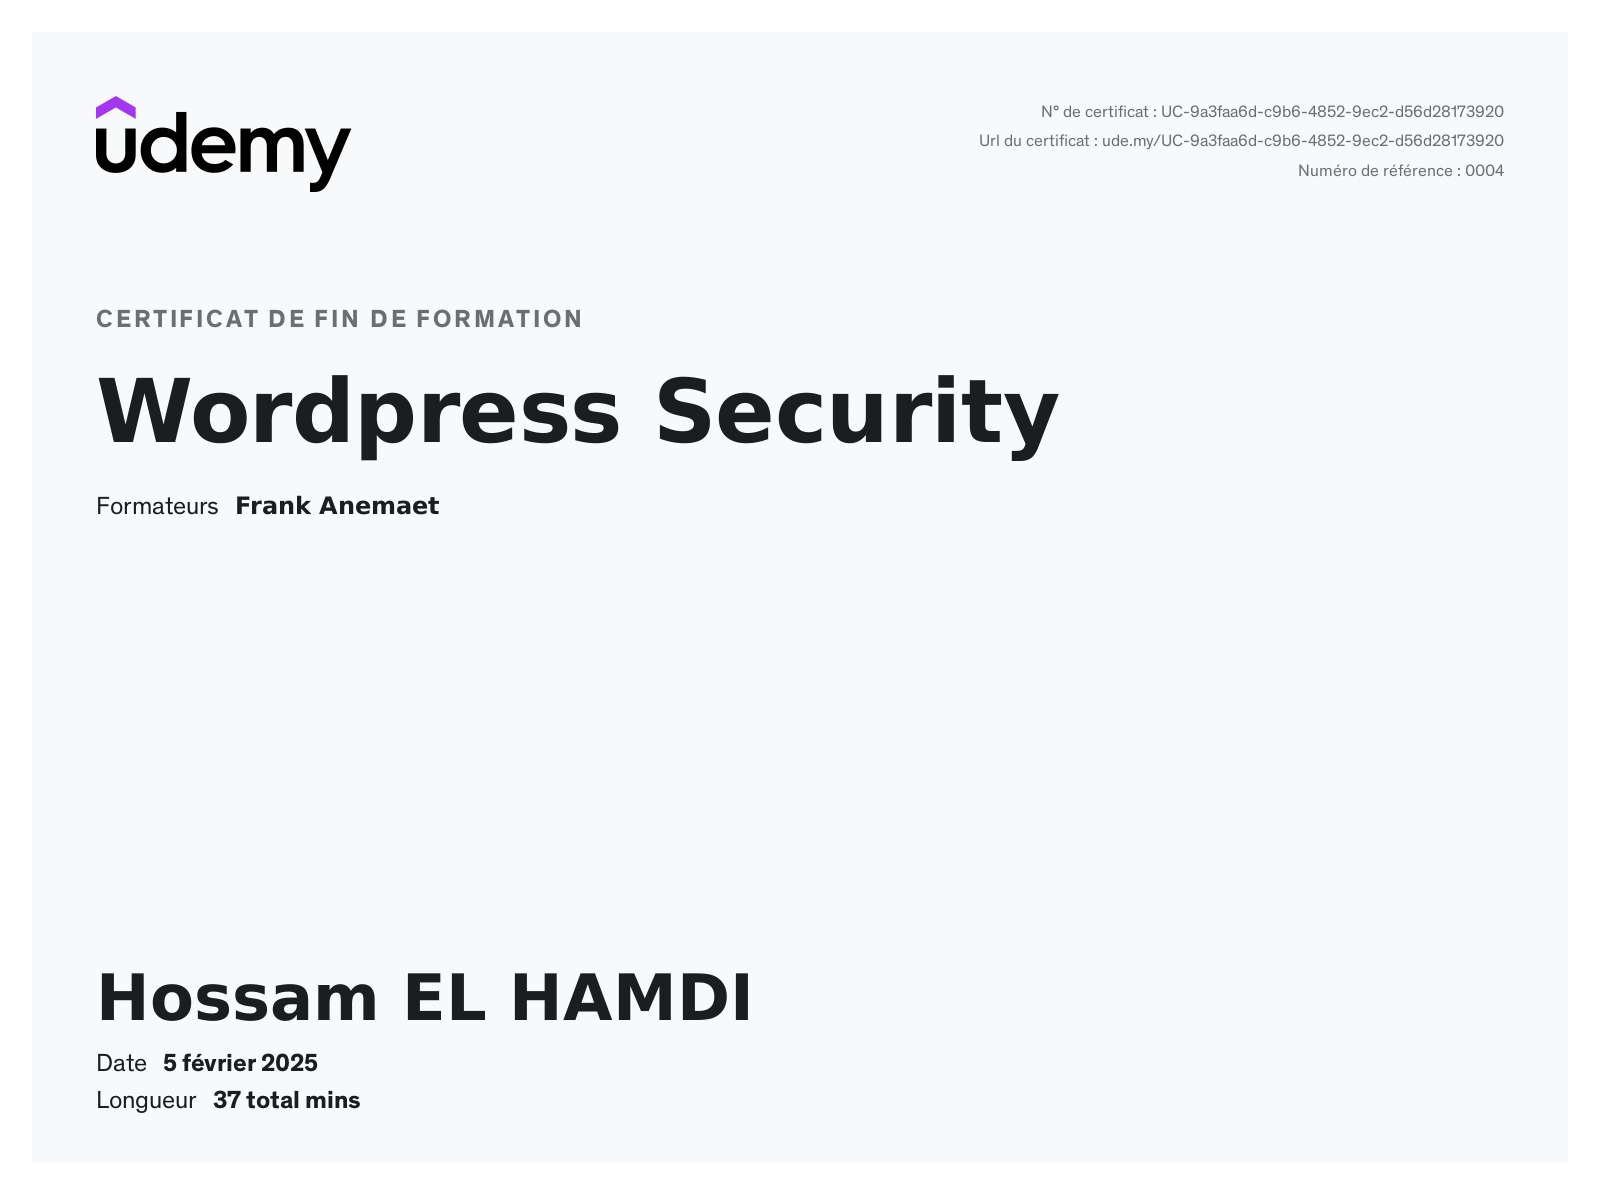 udemy
N° de certificat : UC-9a3faa6d-c9b6-4852-9ec2-d56d28173920
Url du certificat : ude.my/UC-9a3faa6d-c9b6-4852-9ec2-d56d28173920
Numéro de référence : 0004
CERTIFICAT DE FIN DE FORMATION
Wordpress Security
Formateurs Frank Anemaet
Hossam EL HAMDI
Date 5 février 2025
Longueur 37 total mins